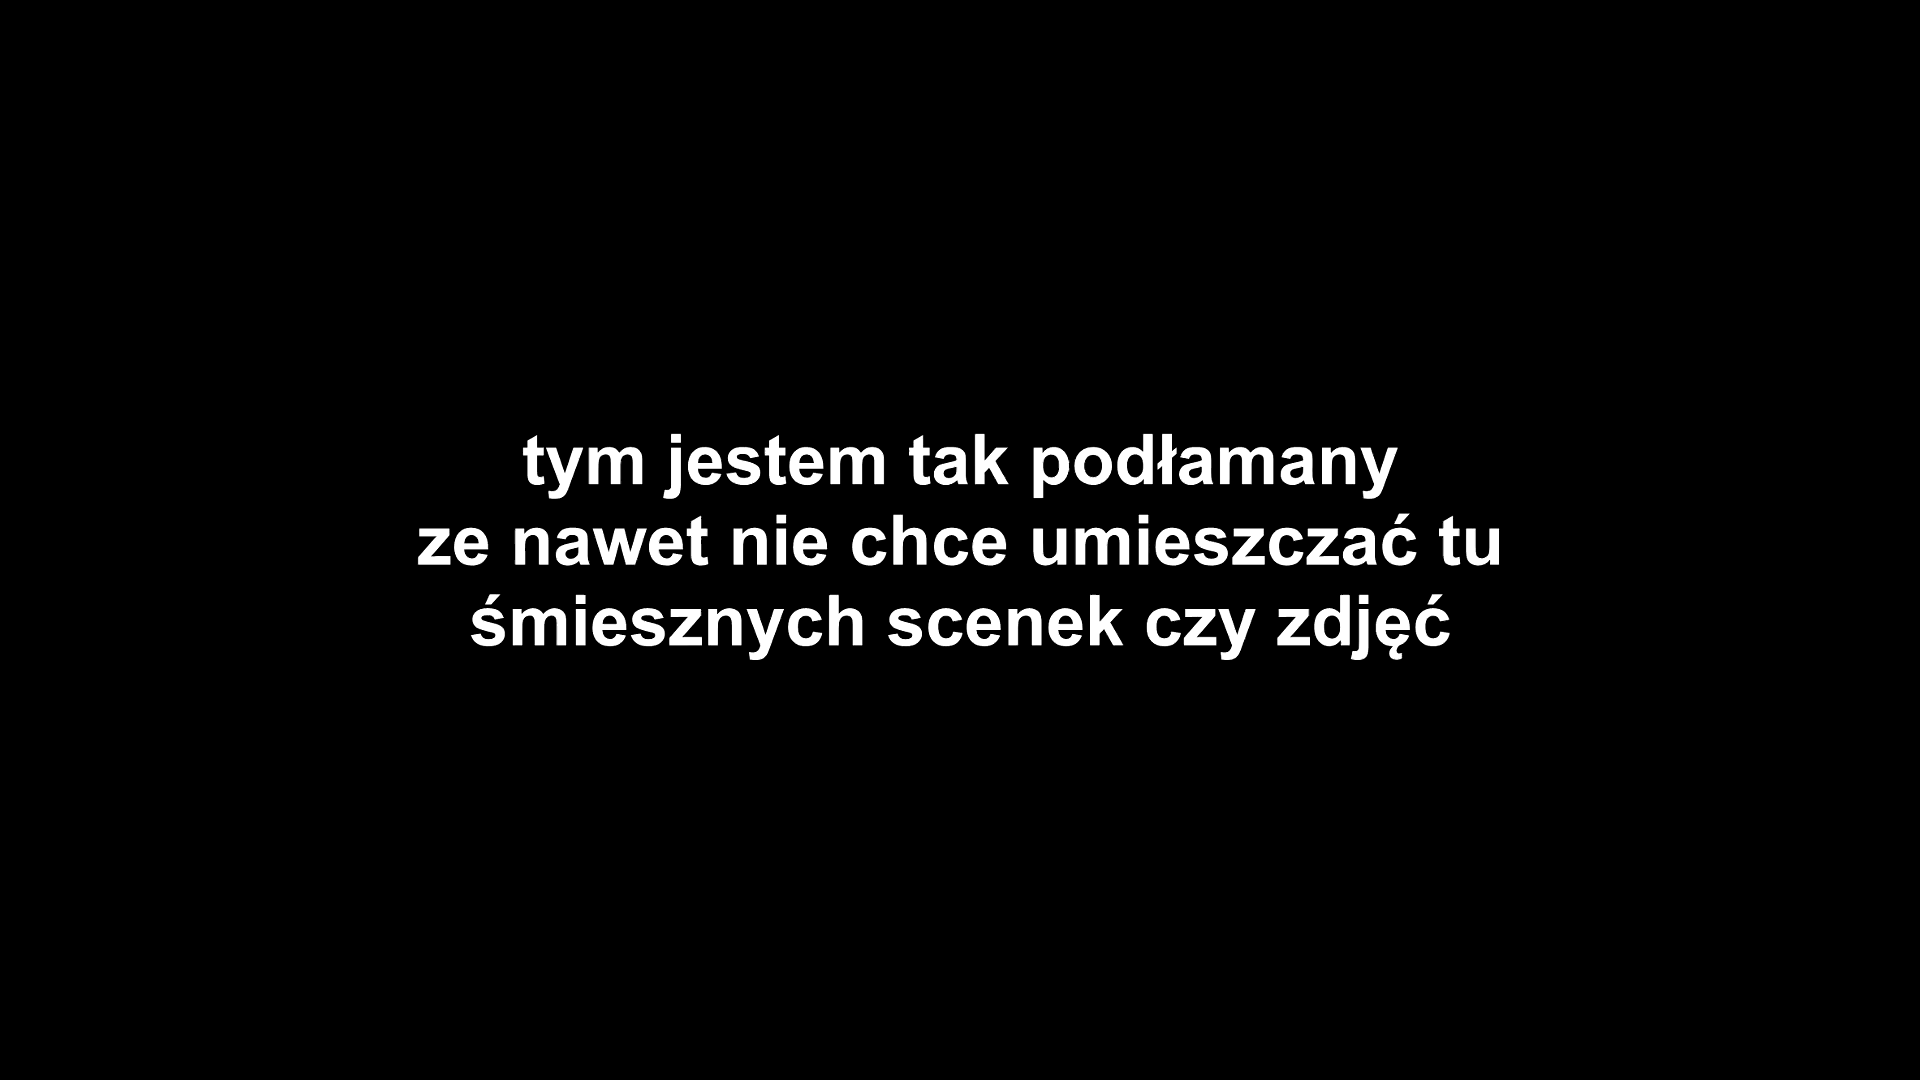 tym jestem tak podłamany
ze nawet nie chce umieszczać tu
śmiesznych scenek czy zdjęć